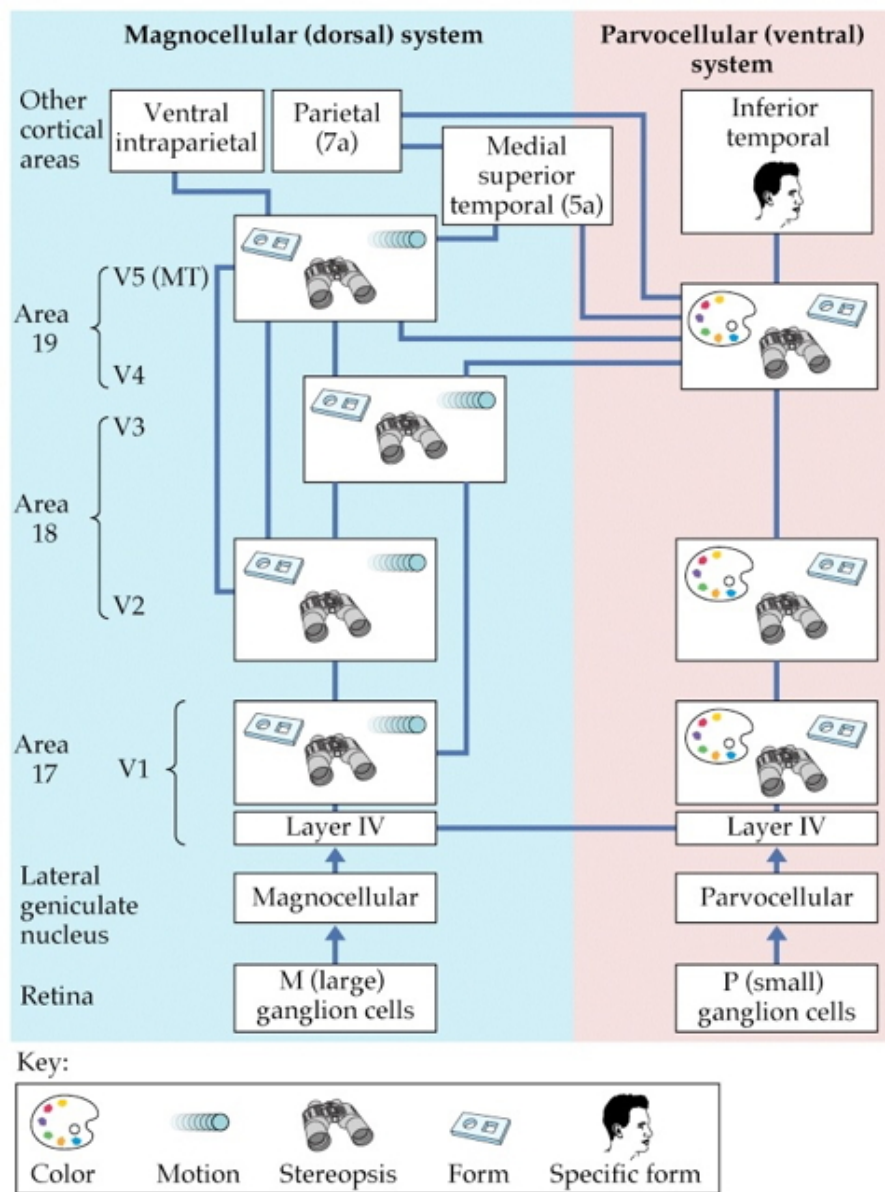 Magnocellular (dorsal) system
Parvocellular (ventral)
system
Other
cortical
areas
Ventral
intraparietal
Parietal
(7a)
Medial
superior
temporal (5a)
Inferior
temporal
Area
19
V5 (MT)
V4
Area
18
V3
V2
Area
17
V1
Layer IV
Layer IV
Lateral
geniculate
nucleus
Magnocellular
Parvocellular
Retina
M (large)
ganglion cells
P (small)
ganglion cells
Key:
Color
Motion
Stereopsis
Form
Specific form